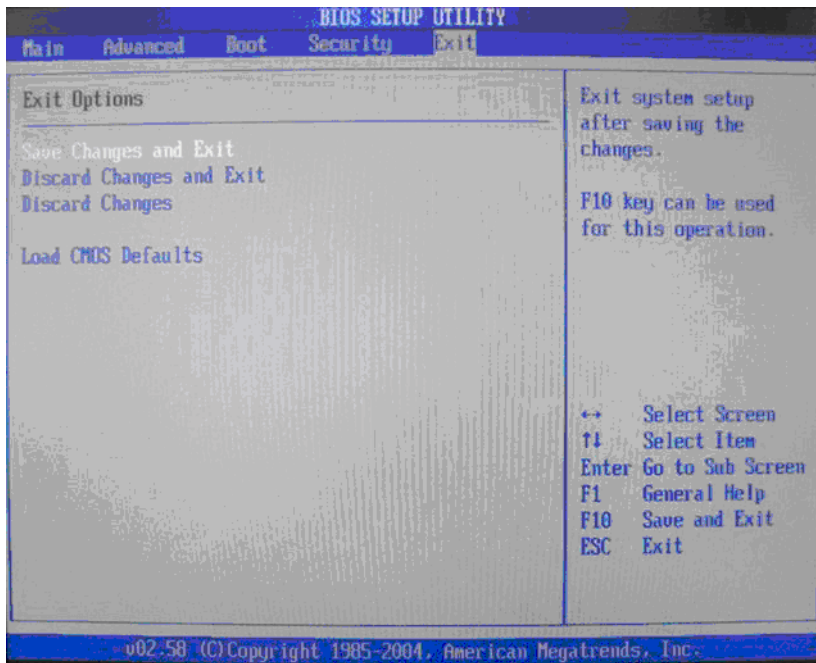 BIOS SETUP UTILITY
Main Advanced Boot Security Exit
Exit Options
Save Changes and Exit
Discard Changes and Exit
Discard Changes
Load CMOS Defaults
Exit system setup
after saving the
changes.
F10 key can be used
for this operation.
↔ Select Screen
↑↓ Select Item
Enter Go to Sub Screen
F1 General Help
F10 Save and Exit
ESC Exit
v02.58 (C)Copyright 1985-2004, American Megatrends, Inc.